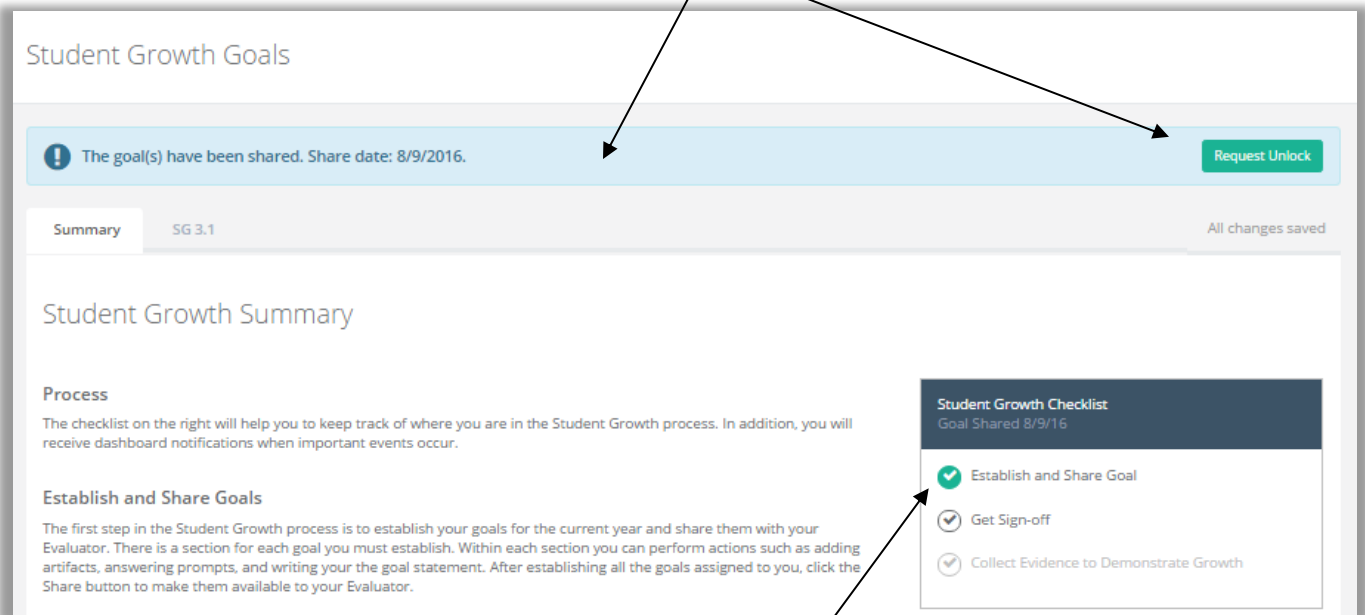 Student Growth Goals
The goal(s) have been shared. Share date: 8/9/2016.
Request Unlock
Summary
SG 3.1
All changes saved
Student Growth Summary
Process
The checklist on the right will help you to keep track of where you are in the Student Growth process. In addition, you will
receive dashboard notifications when important events occur.
Establish and Share Goals
The first step in the Student Growth process is to establish your goals for the current year and share them with your
Evaluator. There is a section for each goal you must establish. Within each section you can perform actions such as adding
artifacts, answering prompts, and writing your the goal statement. After establishing all the goals assigned to you, click the
Share button to make them available to your Evaluator.
Student Growth Checklist
Goal Shared 8/9/16
Establish and Share Goal
Get Sign-off
Collect Evidence to Demonstrate Growth